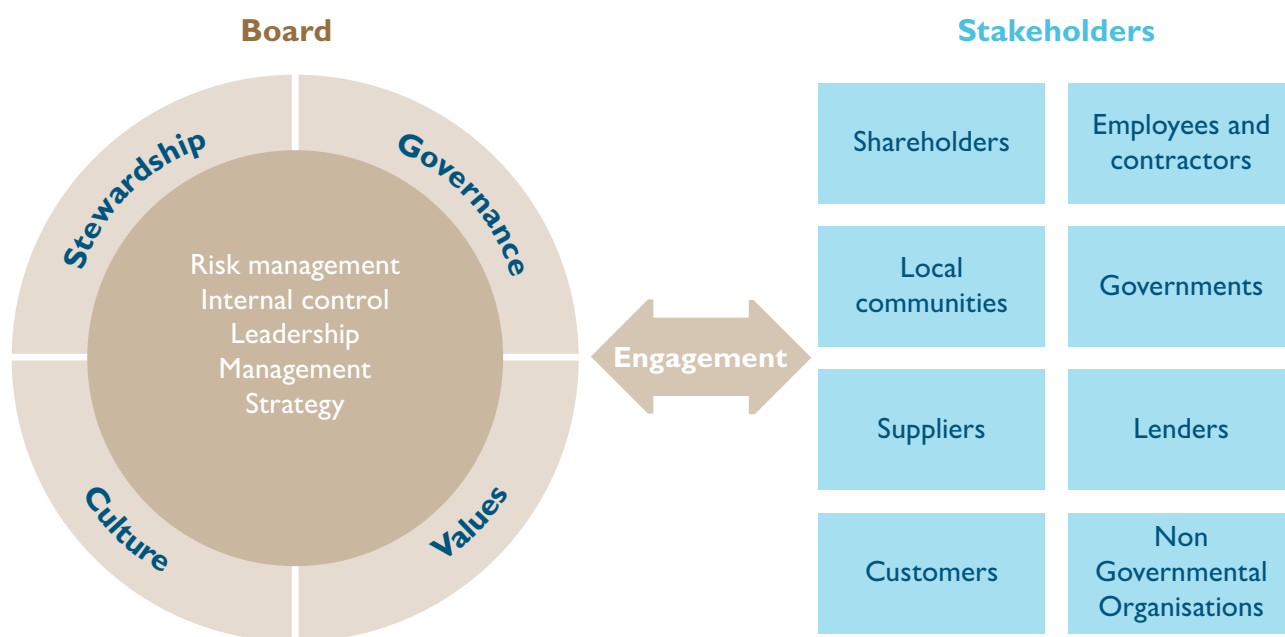 Board
Stewardship
Governance
Risk management
Internal control
Leadership
Management
Strategy
Culture
Values
Engagement
Stakeholders
Shareholders
Employees and
contractors
Local
communities
Governments
Suppliers
Lenders
Customers
Non
Governmental
Organisations